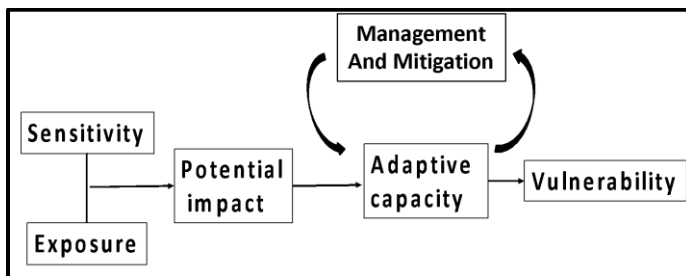 Management
And Mitigation
Sensitivity
Potential
impact
Adaptive
capacity
Vulnerability
Exposure